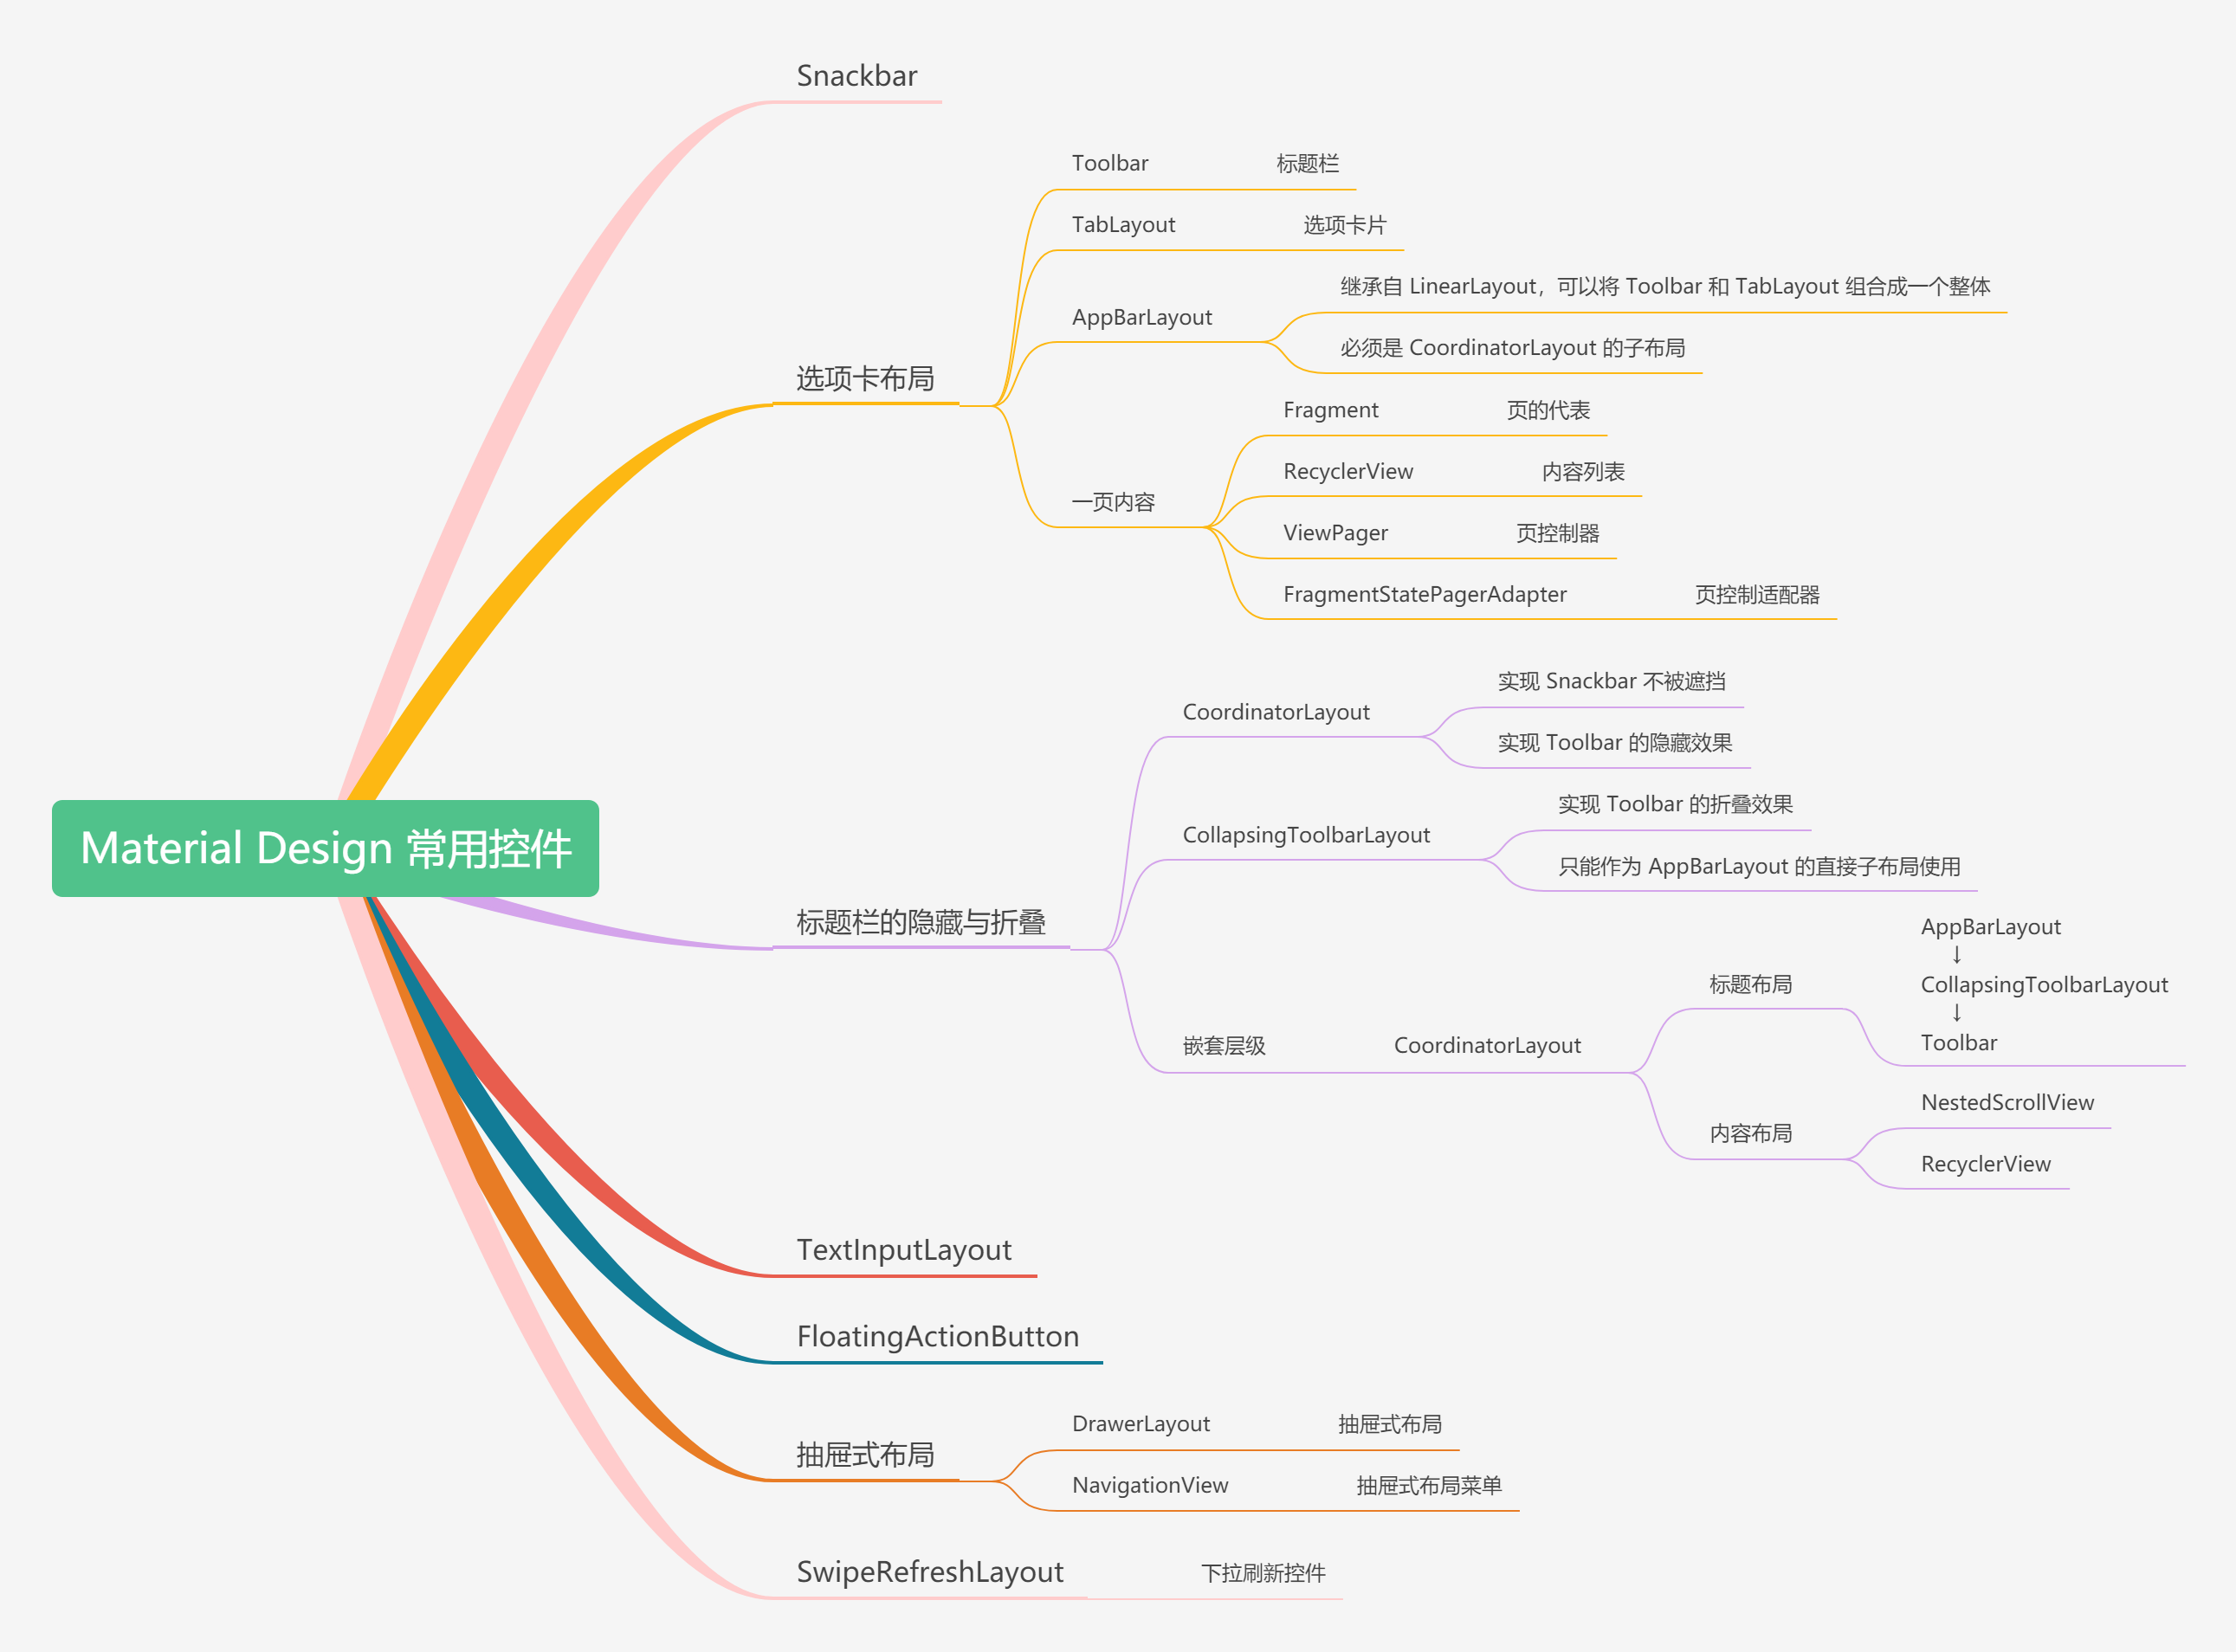 Material Design 常用控件
Snackbar
选项卡布局
Toolbar 标题栏
TabLayout 选项卡片
AppBarLayout
继承自 LinearLayout，可以将 Toolbar 和 TabLayout 组合成一个整体
必须是 CoordinatorLayout 的子布局
一页内容
Fragment 页的代表
RecyclerView 内容列表
ViewPager 页控制器
FragmentStatePagerAdapter 页控制适配器
标题栏的隐藏与折叠
CoordinatorLayout
实现 Snackbar 不被遮挡
实现 Toolbar 的隐藏效果
CollapsingToolbarLayout
实现 Toolbar 的折叠效果
只能作为 AppBarLayout 的直接子布局使用
嵌套层级 CoordinatorLayout
标题布局
AppBarLayout
↓
CollapsingToolbarLayout
↓
Toolbar
内容布局
NestedScrollView
RecyclerView
TextInputLayout
FloatingActionButton
抽屉式布局
DrawerLayout 抽屉式布局
NavigationView 抽屉式布局菜单
SwipeRefreshLayout 下拉刷新控件